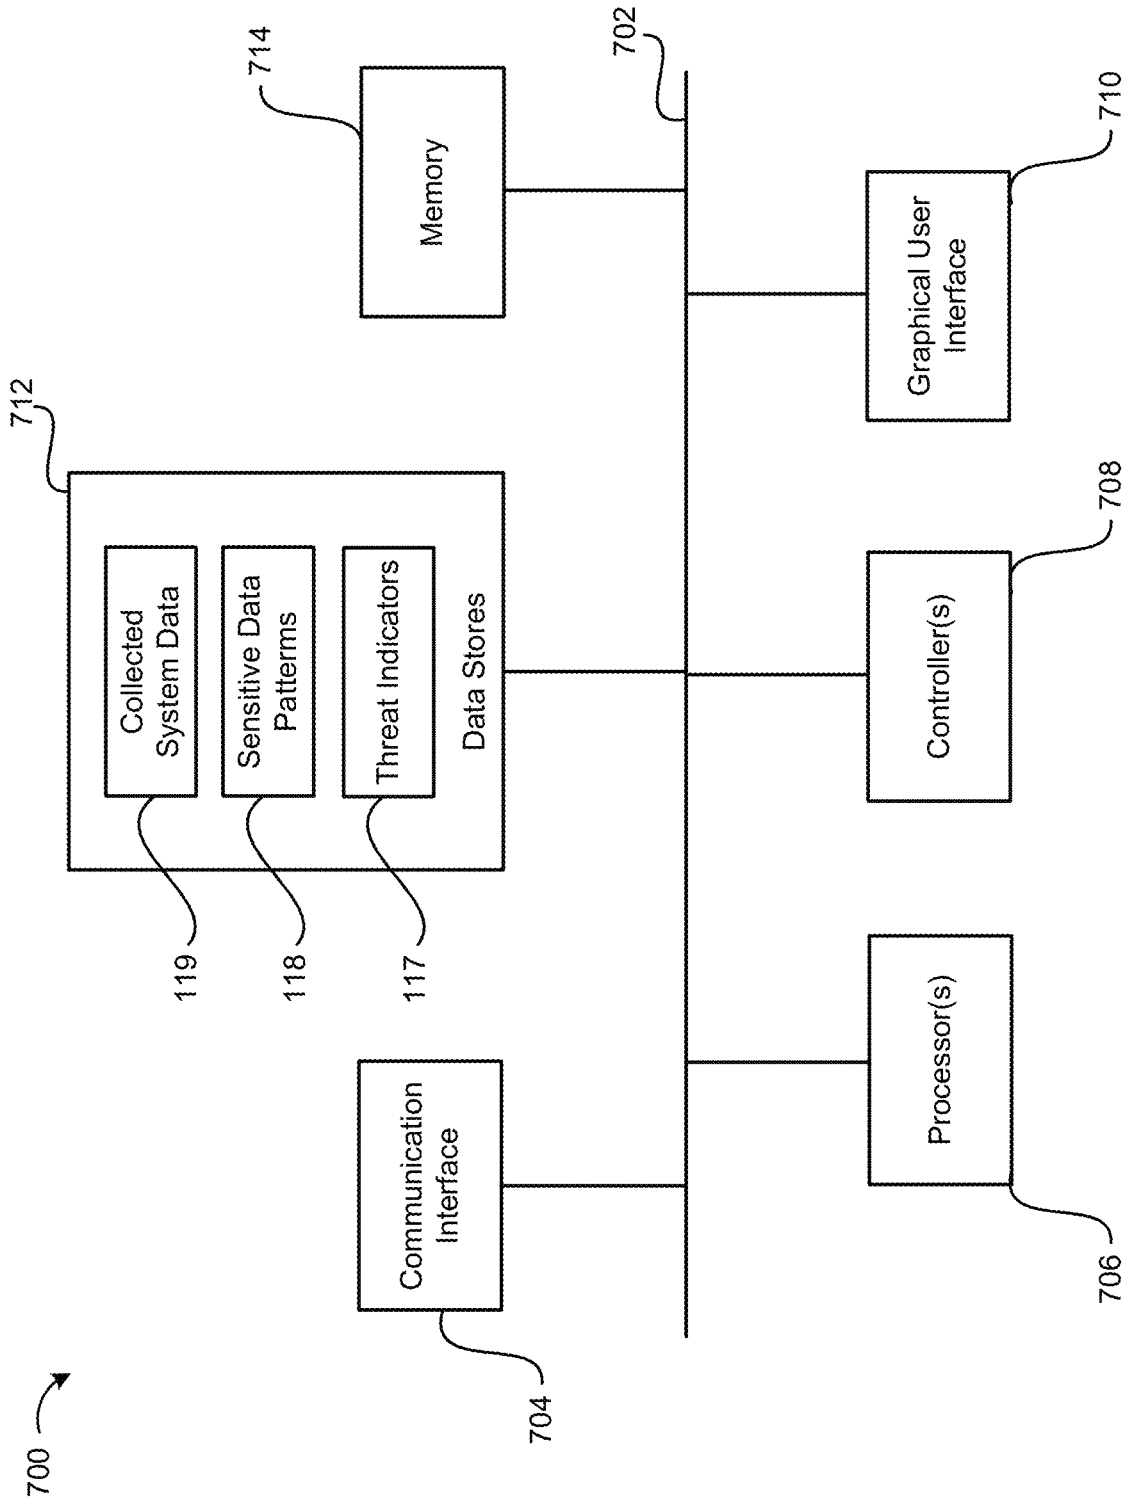 700
712
714
Collected
System Data
Sensitive Data
Patterns
Threat Indicators
Data Stores
Memory
119
118
117
Communication
Interface
704
702
Processor(s)
Controller(s)
Graphical User
Interface
706
708
710